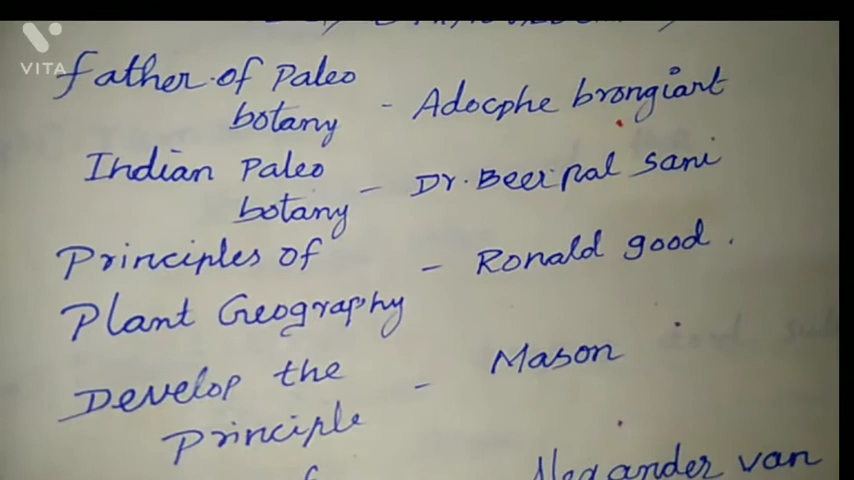 VITA
Father of Paleo
botany - Adocphe brongiart
Indian Paleo
botany - Dr. Beerpal Sani
Principles of
Plant Geography - Ronald good.
Develop the
Principle - Mason
Alexander van